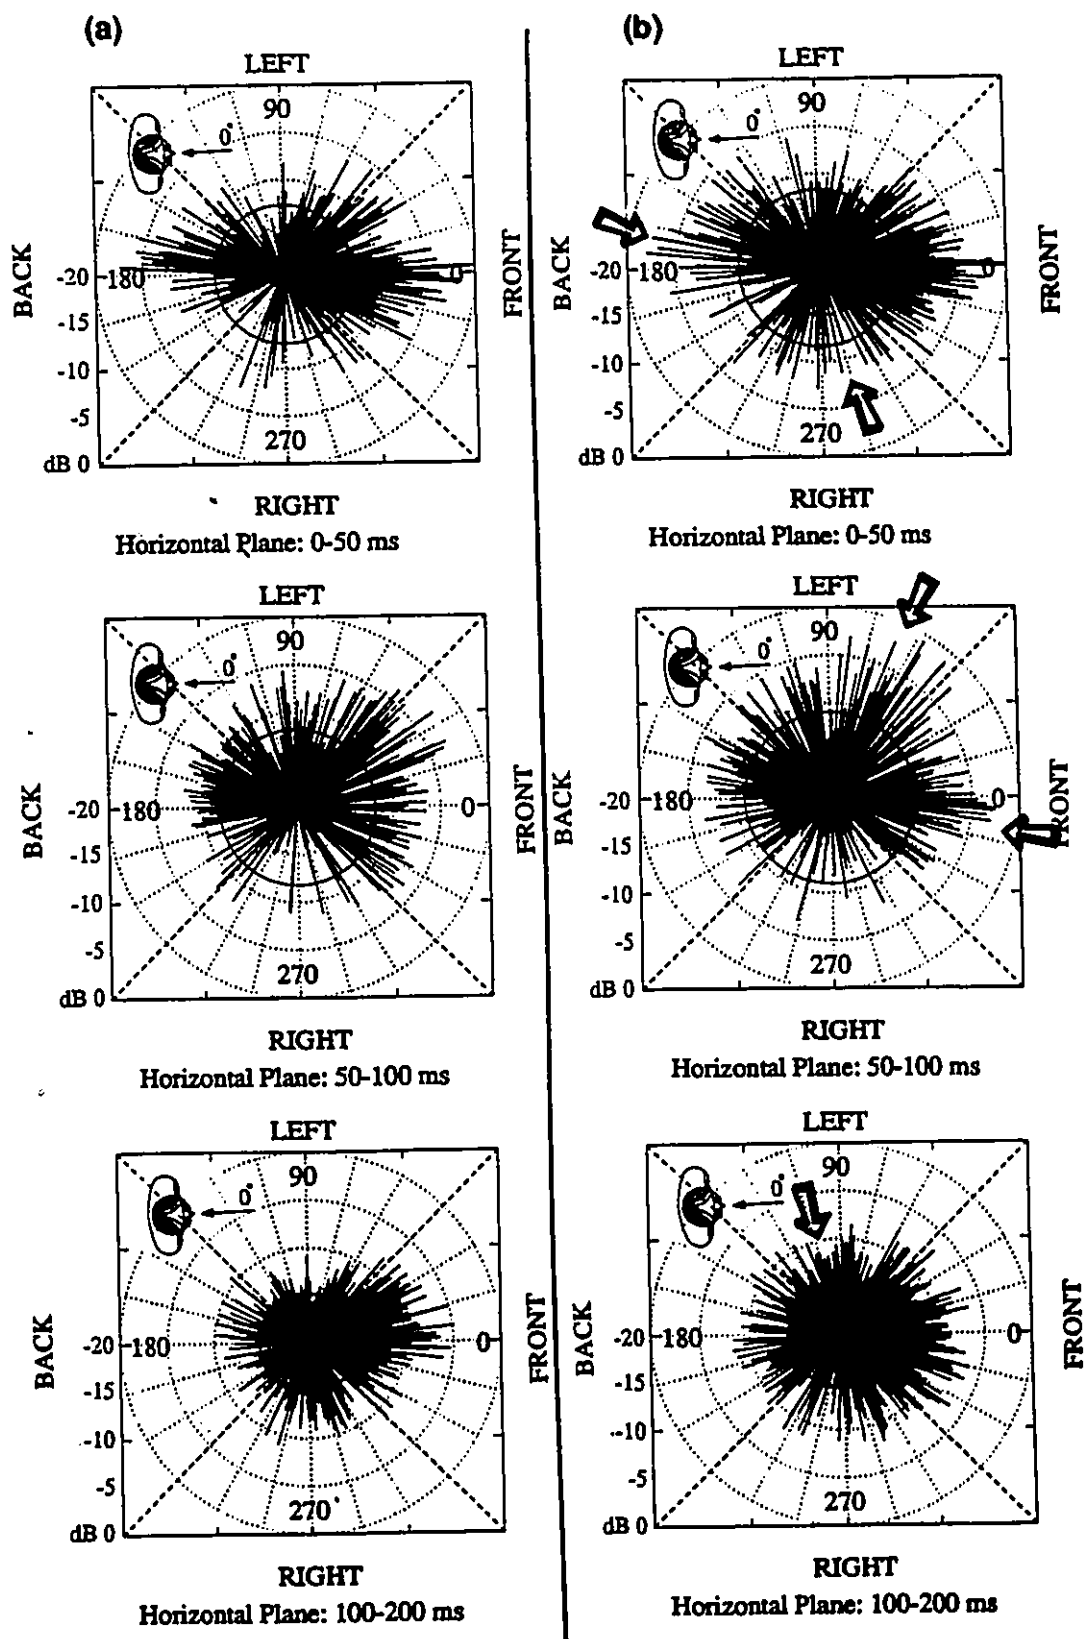 (a)
LEFT
90
0°
BACK
FRONT
-20
180
0
-15
-10
-5
270
dB 0
RIGHT
Horizontal Plane: 0-50 ms
LEFT
90
0°
BACK
FRONT
-20
180
0
-15
-10
-5
270
dB 0
RIGHT
Horizontal Plane: 50-100 ms
LEFT
90
0°
BACK
FRONT
-20
180
0
-15
-10
-5
270
dB 0
RIGHT
Horizontal Plane: 100-200 ms
(b)
LEFT
90
0°
BACK
FRONT
-20
180
0
-15
-10
-5
270
dB 0
RIGHT
Horizontal Plane: 0-50 ms
LEFT
90
0°
BACK
FRONT
-20
180
0
-15
-10
-5
270
dB 0
RIGHT
Horizontal Plane: 50-100 ms
LEFT
90
0°
BACK
FRONT
-20
180
0
-15
-10
-5
270
dB 0
RIGHT
Horizontal Plane: 100-200 ms